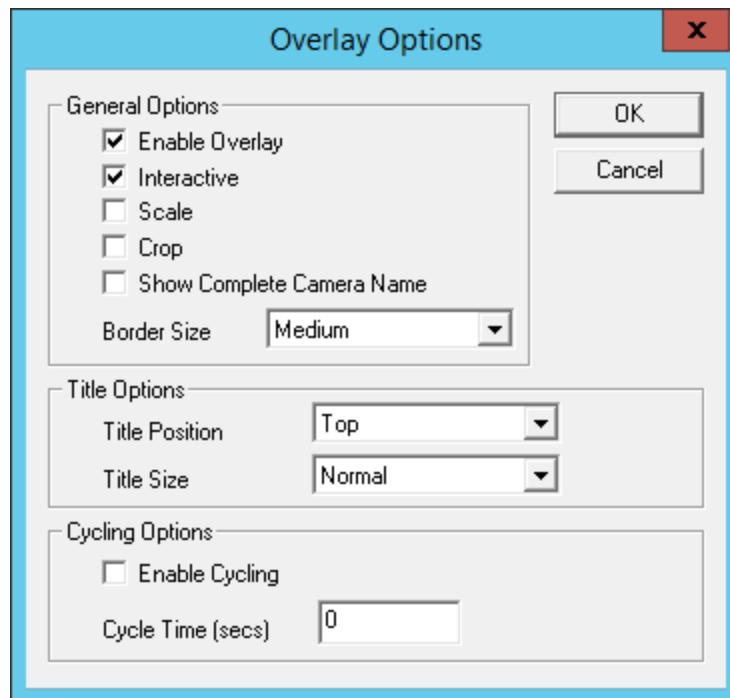 Overlay Options
x
General Options
Enable Overlay
Interactive
Scale
Crop
Show Complete Camera Name
Border Size Medium
OK
Cancel
Title Options
Title Position Top
Title Size Normal
Cycling Options
Enable Cycling
Cycle Time (secs) 0